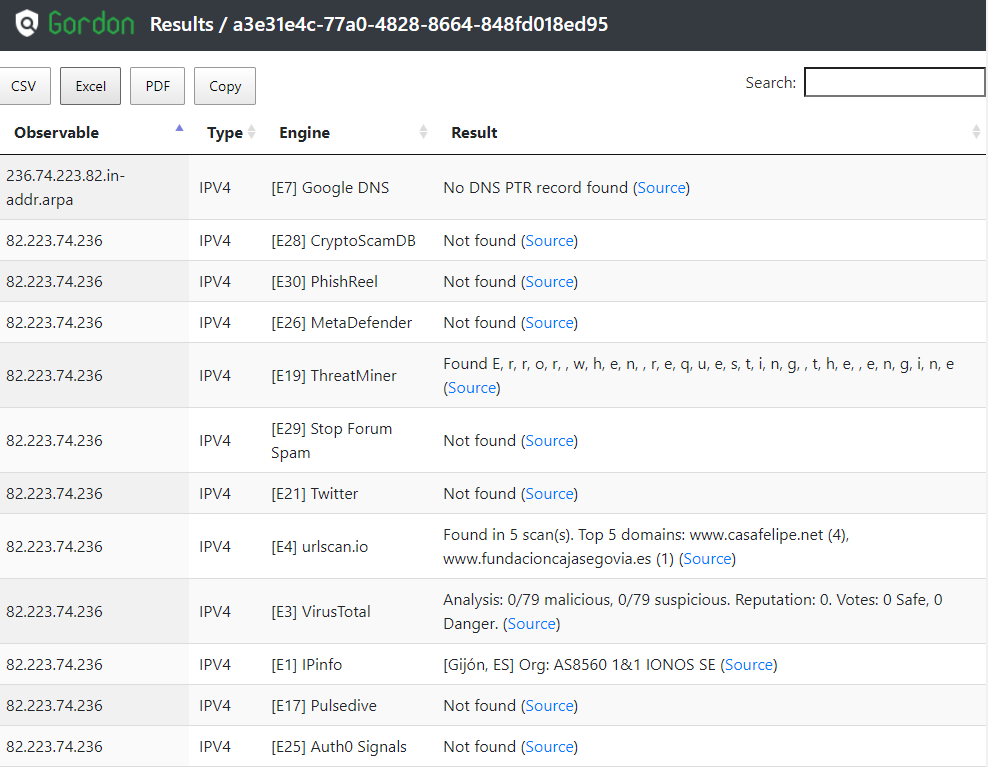 Gordon Results / a3e31e4c-77a0-4828-8664-848fd018ed95
CSV Excel PDF Copy Search:
Observable Type Engine Result
236.74.223.82.in-
addr.arpa IPV4 [E7] Google DNS No DNS PTR record found (Source)
82.223.74.236 IPV4 [E28] CryptoScamDB Not found (Source)
82.223.74.236 IPV4 [E30] PhishReel Not found (Source)
82.223.74.236 IPV4 [E26] MetaDefender Not found (Source)
82.223.74.236 IPV4 [E19] ThreatMiner Found E, r, r, o, r, , w, h, e, n, , r, e, q, u, e, s, t, i, n, g, , t, h, e, , e, n, g, i, n, e
(Source)
82.223.74.236 IPV4 [E29] Stop Forum
Spam Not found (Source)
82.223.74.236 IPV4 [E21] Twitter Not found (Source)
82.223.74.236 IPV4 [E4] urlscan.io Found in 5 scan(s). Top 5 domains: www.casafelipe.net (4),
www.fundacioncajasegovia.es (1) (Source)
82.223.74.236 IPV4 [E3] VirusTotal Analysis: 0/79 malicious, 0/79 suspicious. Reputation: 0. Votes: 0 Safe, 0
Danger. (Source)
82.223.74.236 IPV4 [E1] IPinfo [Gijón, ES] Org: AS8560 1&1 IONOS SE (Source)
82.223.74.236 IPV4 [E17] Pulsedive Not found (Source)
82.223.74.236 IPV4 [E25] Auth0 Signals Not found (Source)